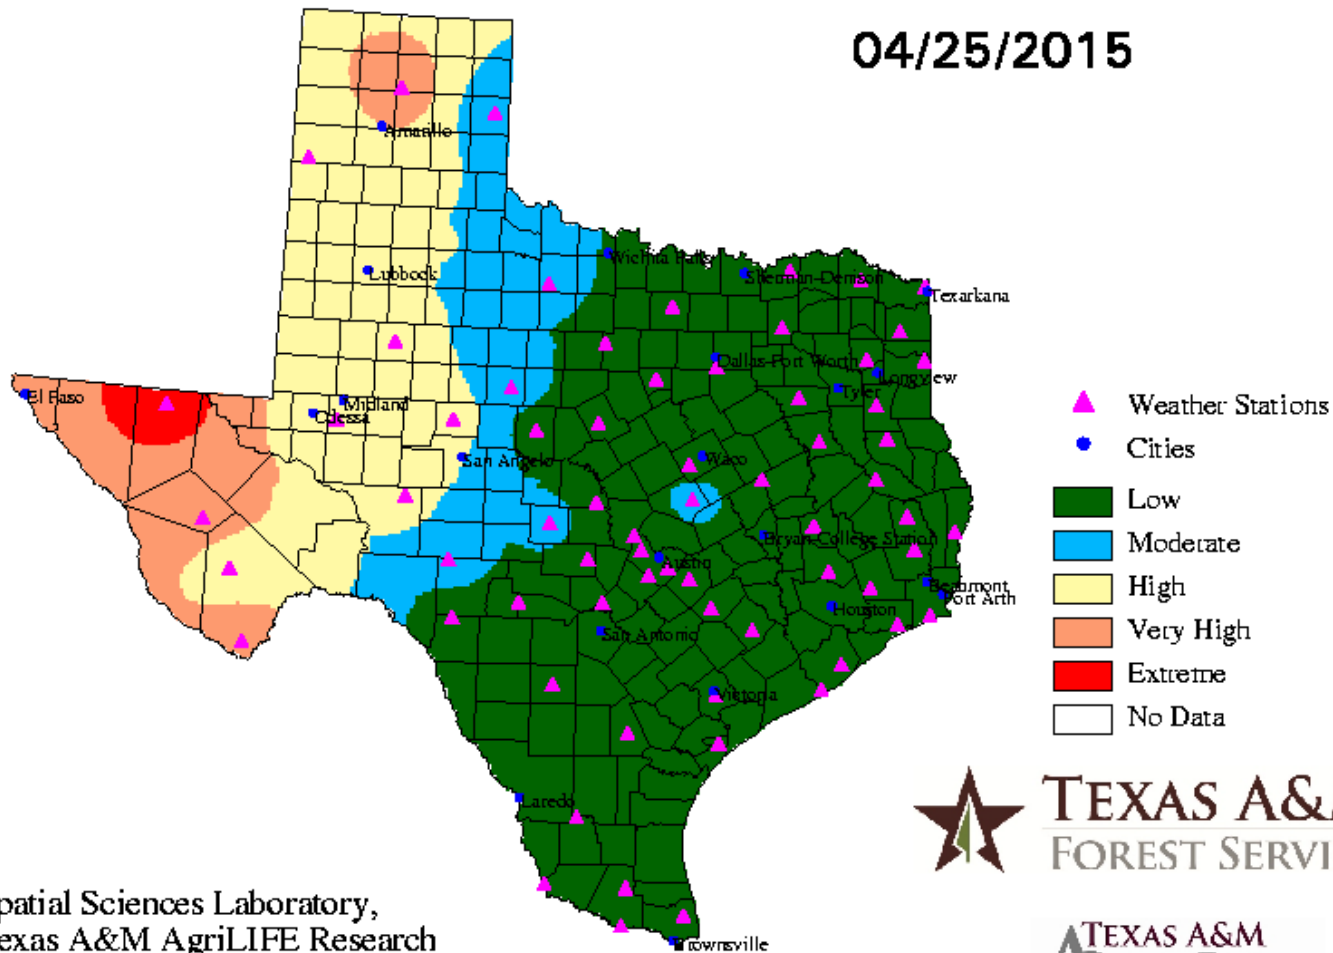 04/25/2015
Amarillo
Lubbock
Wichita Falls
Sherman-Denison
Texarkana
Dallas-Fort Worth
Longview
Tyler
El Paso
Midland
Odessa
San Angelo
Waco
Bryan-College Station
Austin
Beaumont
Port Arth
Houston
San Antonio
Victoria
Laredo
Brownsville
Weather Stations
Cities
Low
Moderate
High
Very High
Extreme
No Data
TEXAS A&
FOREST SERVI
patial Sciences Laboratory,
exas A&M AgriLIFE Research
TEXAS A&M